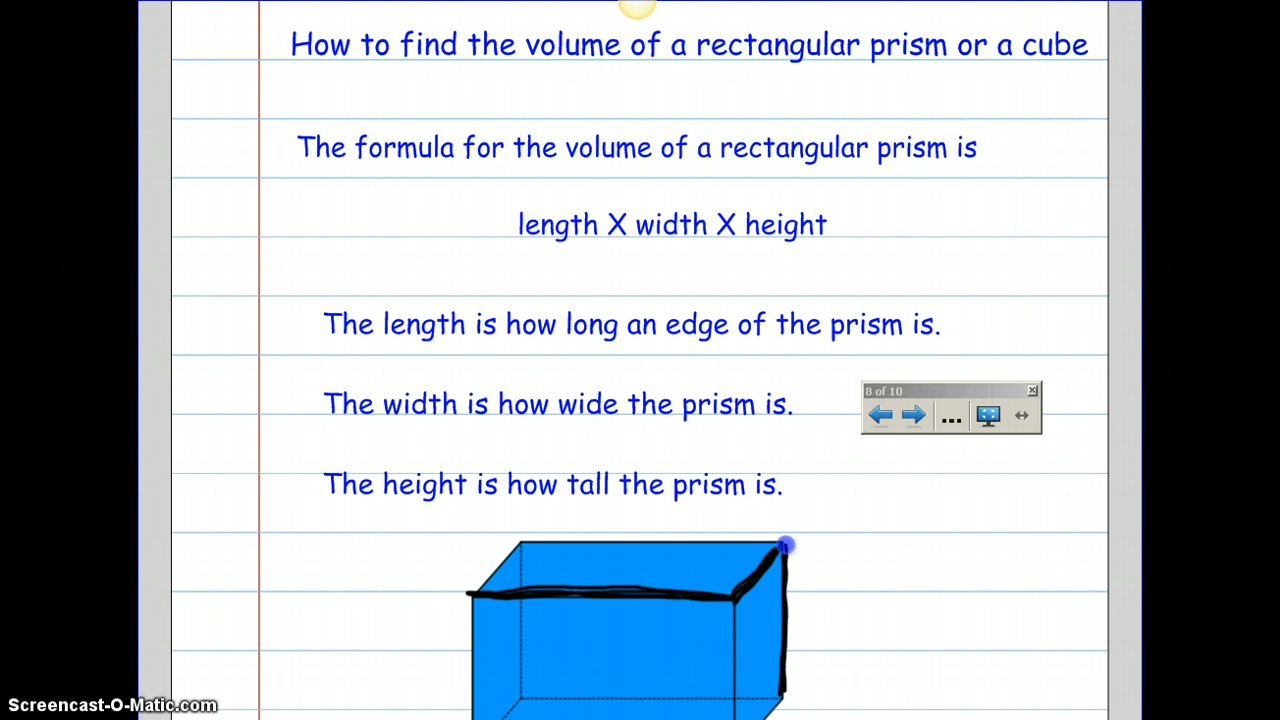 How to find the volume of a rectangular prism or a cube
The formula for the volume of a rectangular prism is
length X width X height
The length is how long an edge of the prism is.
8 of 10
The width is how wide the prism is.
...
The height is how tall the prism is.
Screencast-O-Matic.com